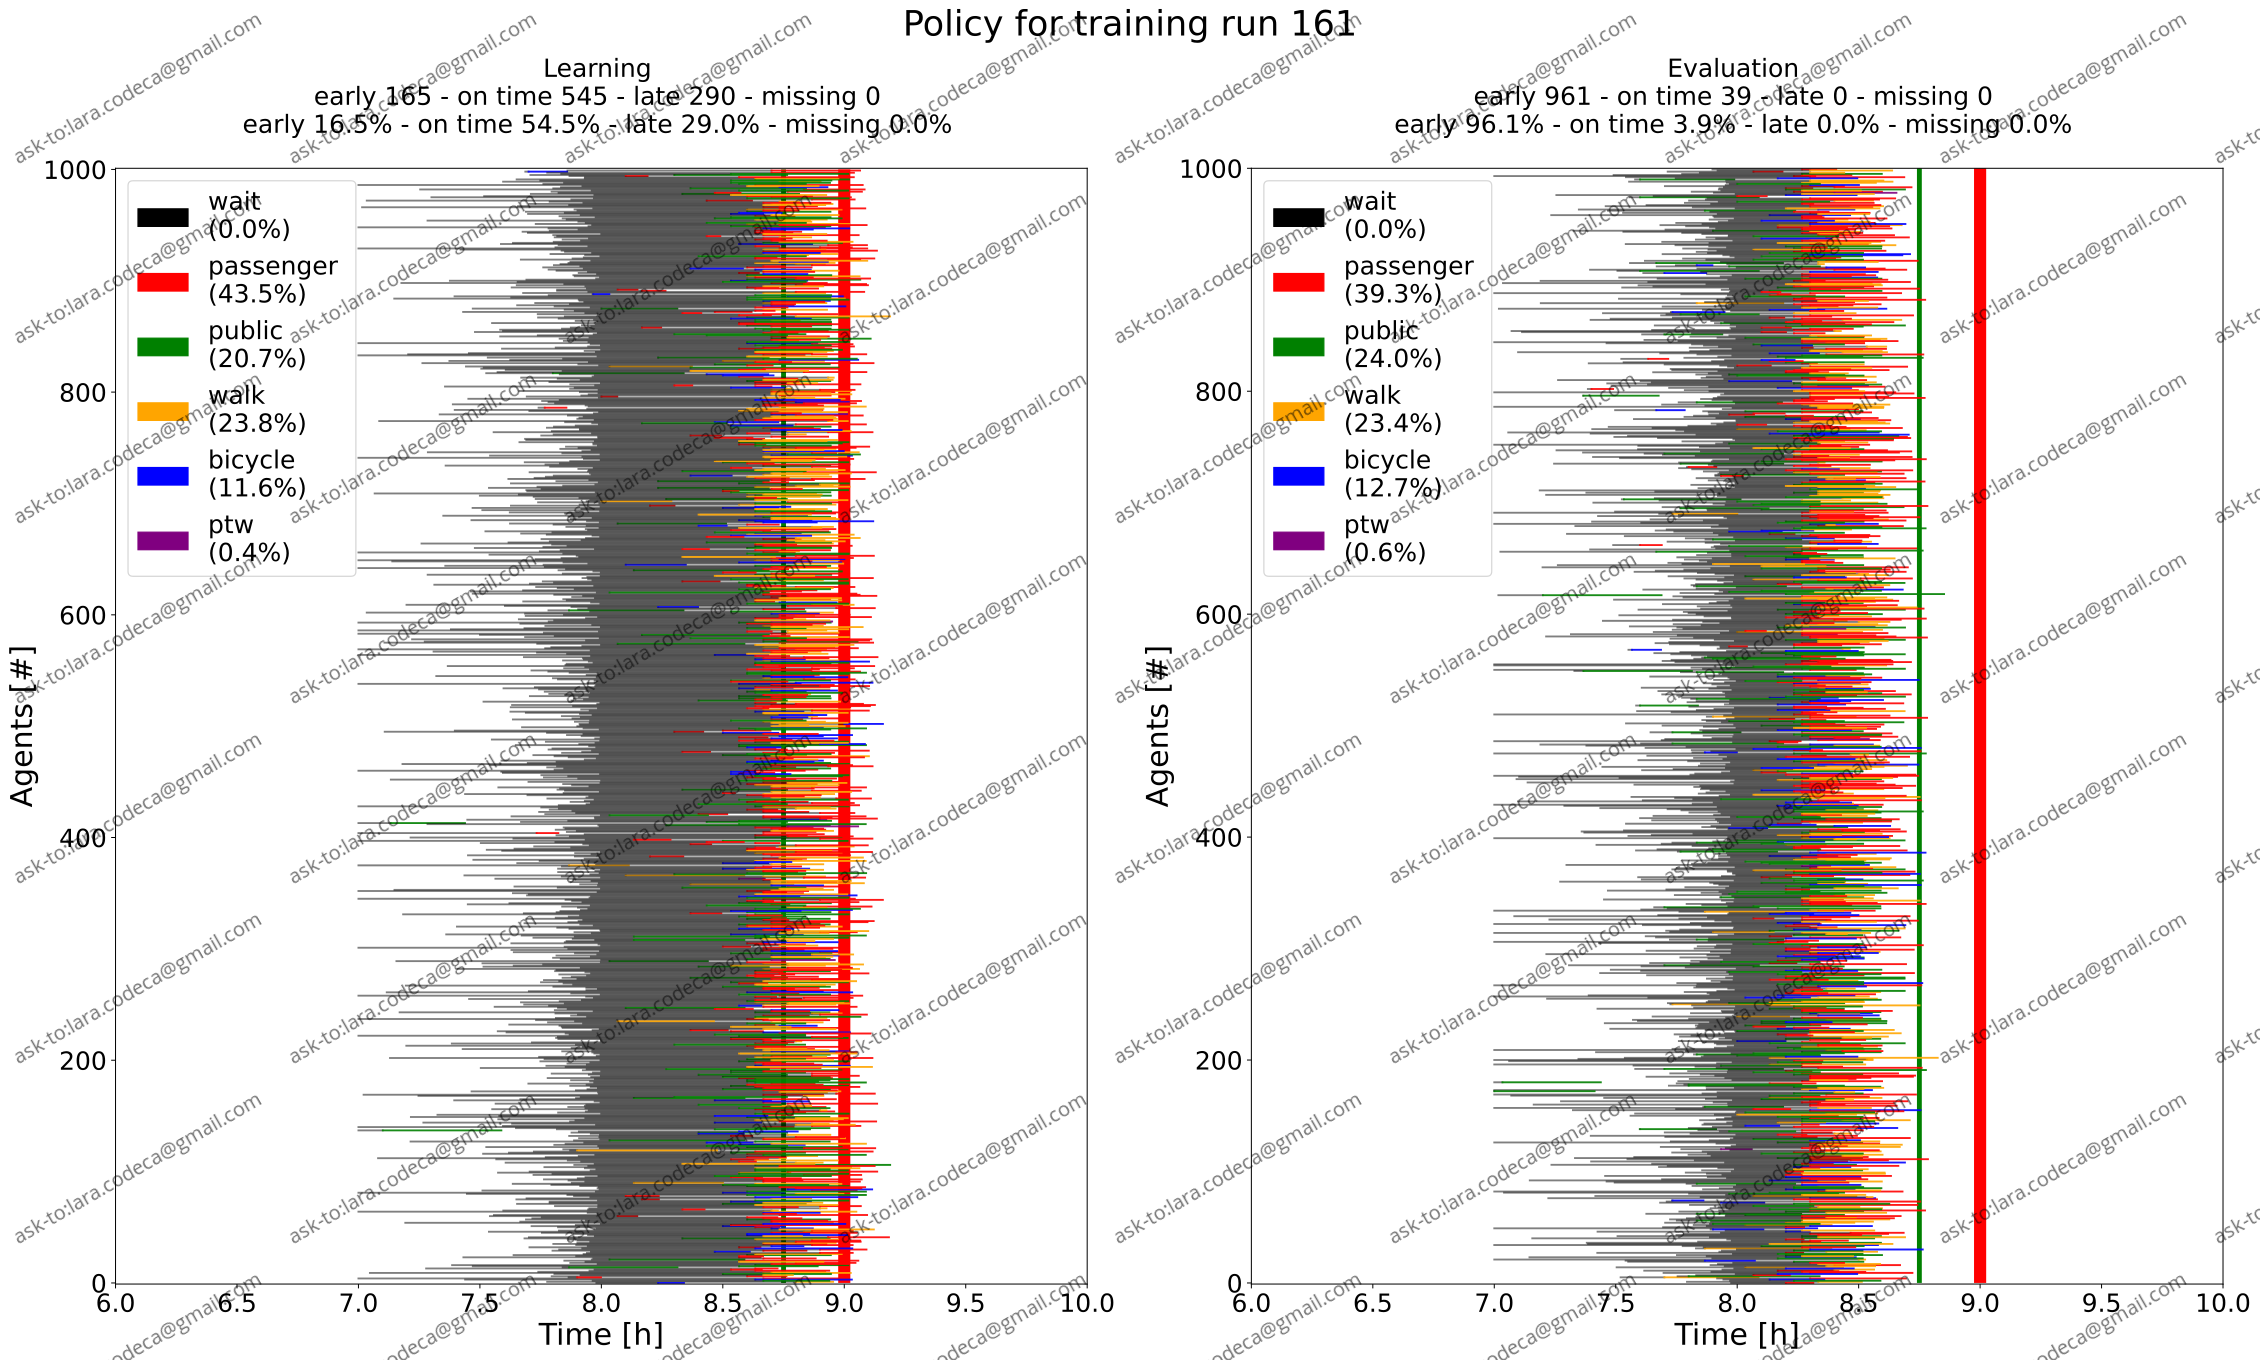 Policy for training run 161
Learning
early 165 - on time 545 - late 290 - missing 0
early 16.5% - on time 54.5% - late 29.0% - missing 0.0%
1000
800
600
400
200
0
Agents [#]
wait
(0.0%)
passenger
(43.5%)
public
(20.7%)
walk
(23.8%)
bicycle
(11.6%)
ptw
(0.4%)
6.0 6.5 7.0 7.5 8.0 8.5 9.0 9.5 10.0
Time [h]
Evaluation
early 961 - on time 39 - late 0 - missing 0
early 96.1% - on time 3.9% - late 0.0% - missing 0.0%
1000
800
600
400
200
0
Agents [#]
wait
(0.0%)
passenger
(39.3%)
public
(24.0%)
walk
(23.4%)
bicycle
(12.7%)
ptw
(0.6%)
6.0 6.5 7.0 7.5 8.0 8.5 9.0 9.5 10.0
Time [h]
ask-to:lara.codeca@gmail.com